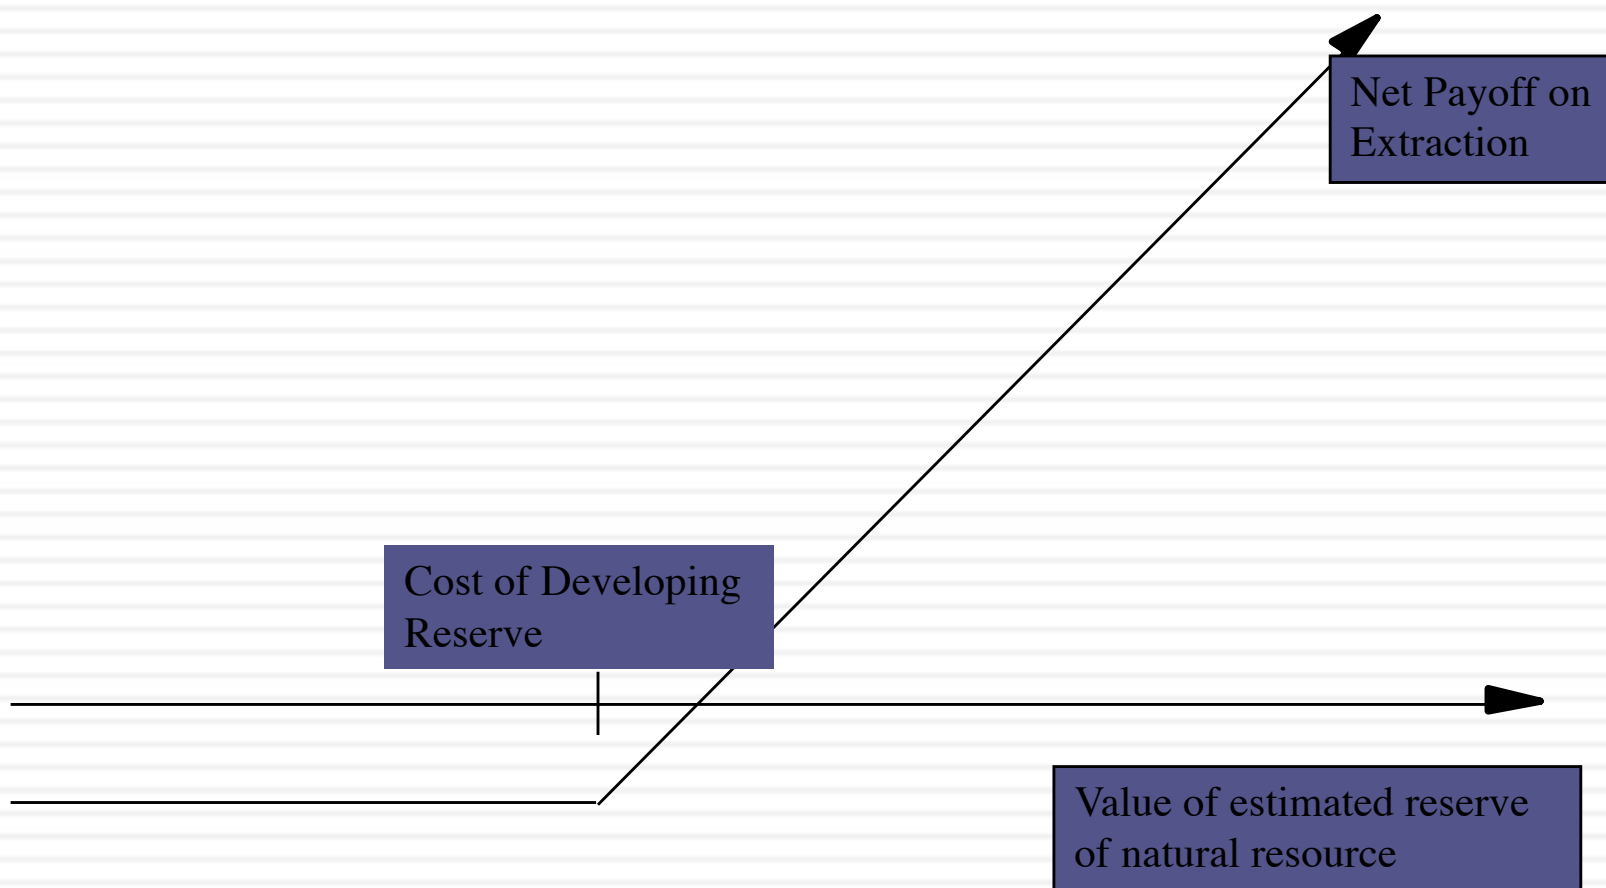 Net Payoff on
Extraction
Cost of Developing
Reserve
Value of estimated reserve
of natural resource